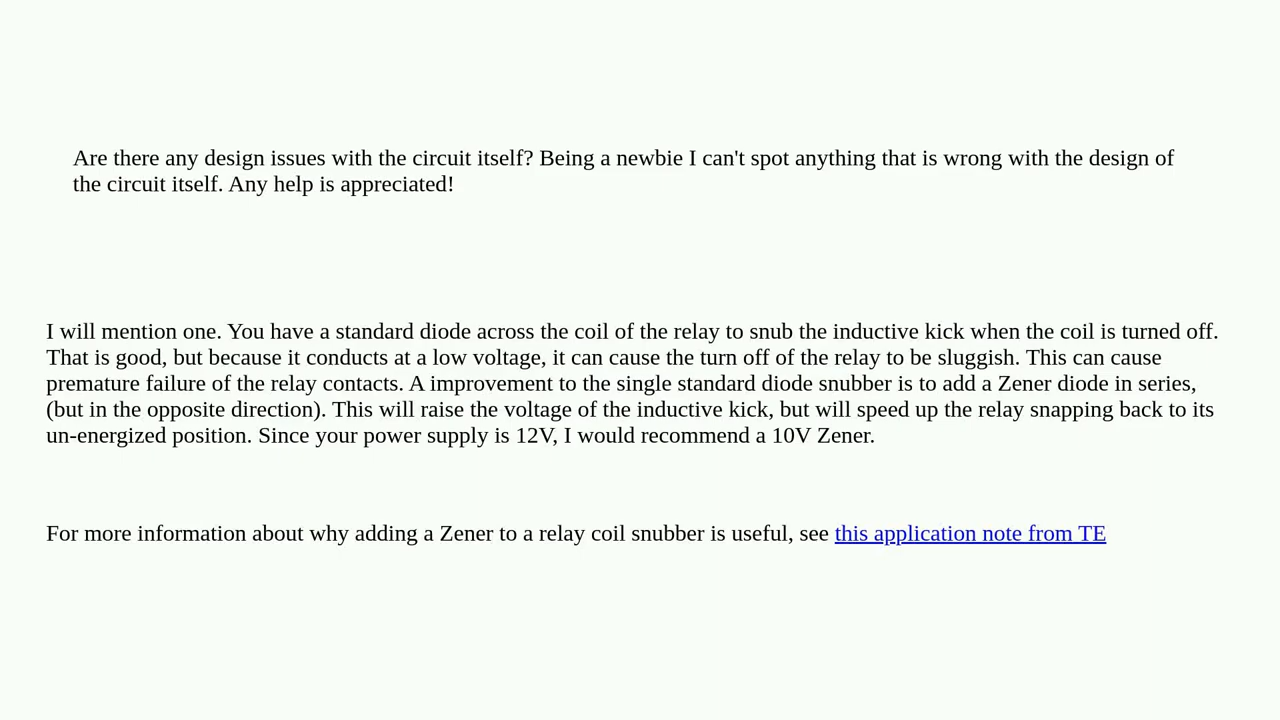 Are there any design issues with the circuit itself? Being a newbie I can't spot anything that is wrong with the design of
the circuit itself. Any help is appreciated!
I will mention one. You have a standard diode across the coil of the relay to snub the inductive kick when the coil is turned off.
That is good, but because it conducts at a low voltage, it can cause the turn off of the relay to be sluggish. This can cause
premature failure of the relay contacts. A improvement to the single standard diode snubber is to add a Zener diode in series,
(but in the opposite direction). This will raise the voltage of the inductive kick, but will speed up the relay snapping back to its
un-energized position. Since your power supply is 12V, I would recommend a 10V Zener.
For more information about why adding a Zener to a relay coil snubber is useful, see this application note from TE